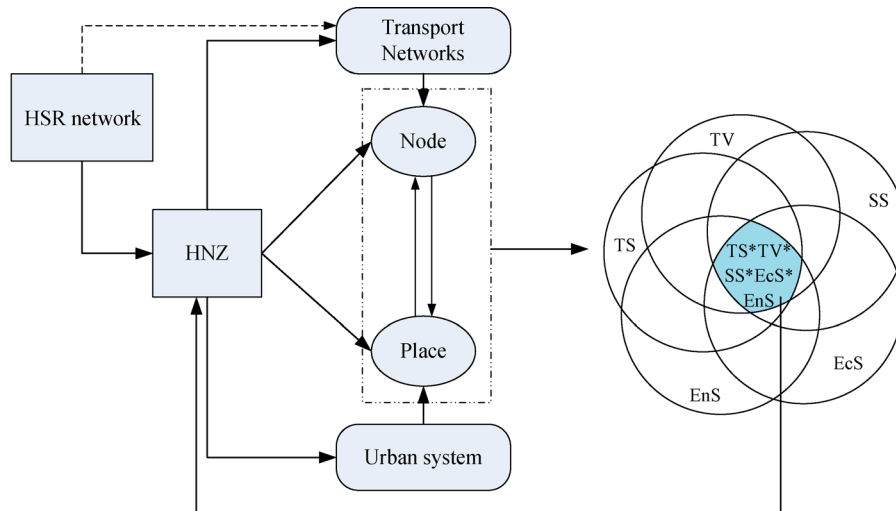 Transport
Networks
HSR network
Node
HNZ
Place
Urban system
TV
SS
TS
TS*TV*
SS*EcS*
EnS
EcS
EnS